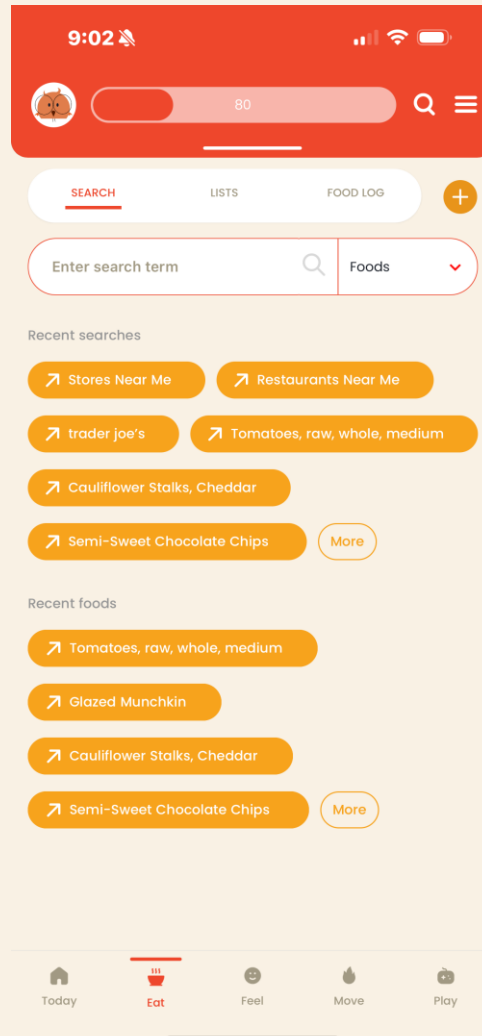 9:02
80
SEARCH LISTS FOOD LOG
Enter search term Foods
Recent searches
Stores Near Me Restaurants Near Me
trader joe's Tomatoes, raw, whole, medium
Cauliflower Stalks, Cheddar
Semi-Sweet Chocolate Chips More
Recent foods
Tomatoes, raw, whole, medium
Glazed Munchkin
Cauliflower Stalks, Cheddar
Semi-Sweet Chocolate Chips More
Today Eat Feel Move Play